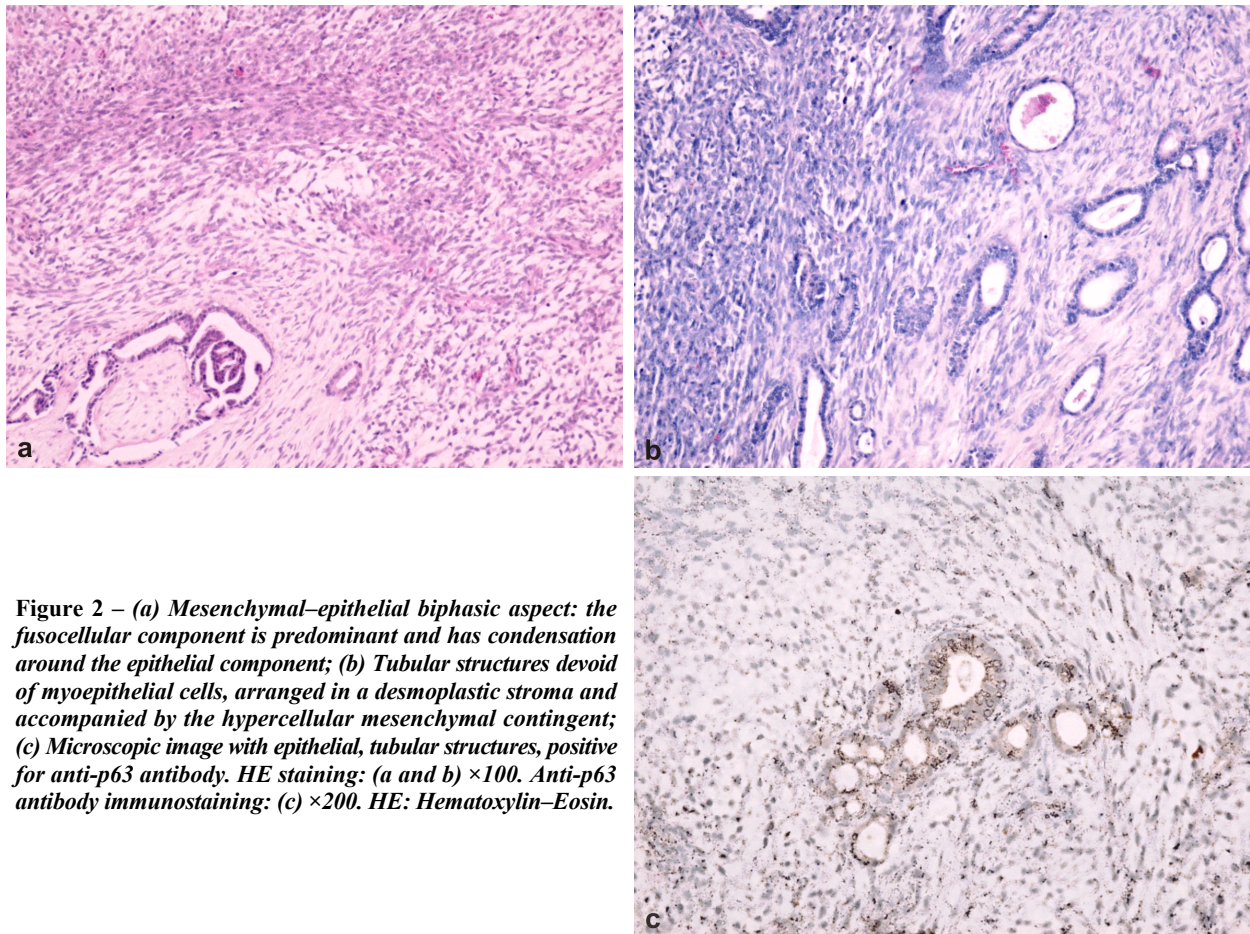 a
b
Figure 2 – (a) Mesenchymal–epithelial biphasic aspect: the
fusocellular component is predominant and has condensation
around the epithelial component; (b) Tubular structures devoid
of myoepithelial cells, arranged in a desmoplastic stroma and
accompanied by the hypercellular mesenchymal contingent;
(c) Microscopic image with epithelial, tubular structures, positive
for anti-p63 antibody. HE staining: (a and b) ×100. Anti-p63
antibody immunostaining: (c) ×200. HE: Hematoxylin–Eosin.
c